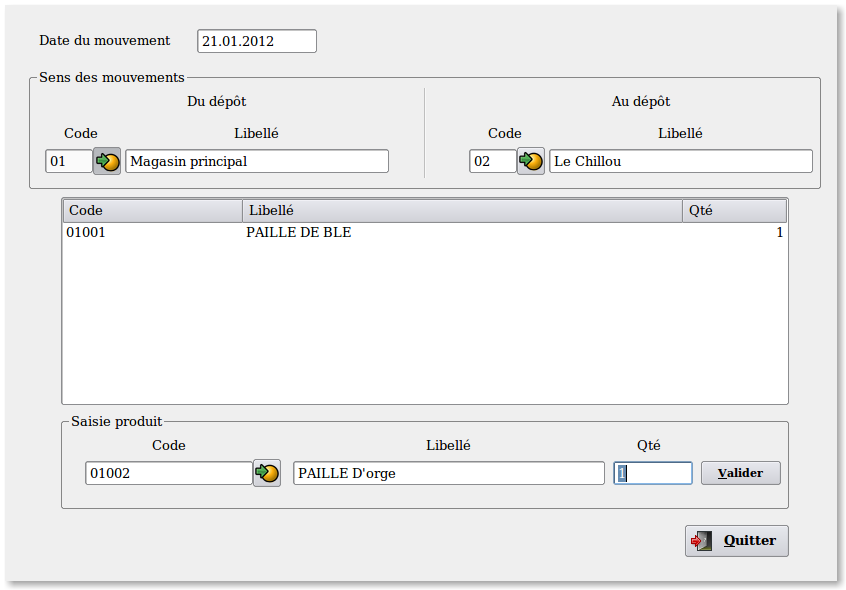 Date du mouvement 21.01.2012
Sens des mouvements
Du dépôt Au dépôt
Code Libellé Code Libellé
01 Magasin principal 02 Le Chillou
Code Libellé Qté
01001 PAILLE DE BLE 1
Saisie produit
Code Libellé Qté
01002 PAILLE D'orge 1 Valider
Quitter